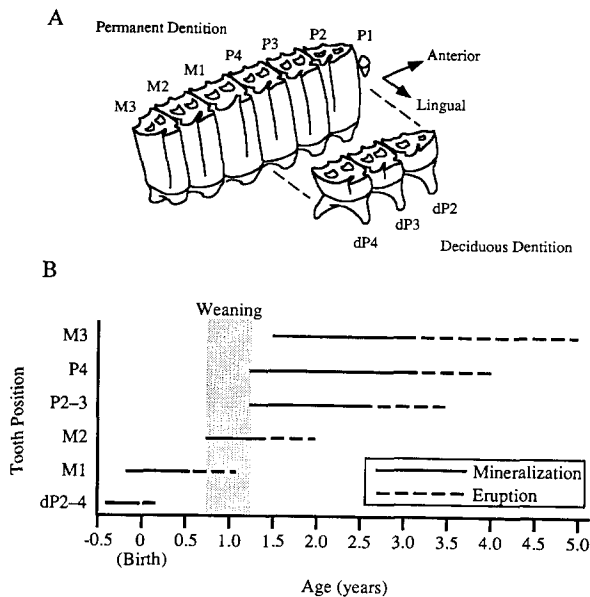 A
Permanent Dentition
P1
P2
P3
P4
M1
M2
M3
Anterior
Lingual
dP2
dP3
dP4
Deciduous Dentition
B
Weaning
M3
P4
P2–3
M2
M1
dP2–4
Tooth Position
Mineralization
Eruption
-0.5 0 0.5 1.0 1.5 2.0 2.5 3.0 3.5 4.0 4.5 5.0
(Birth)
Age (years)